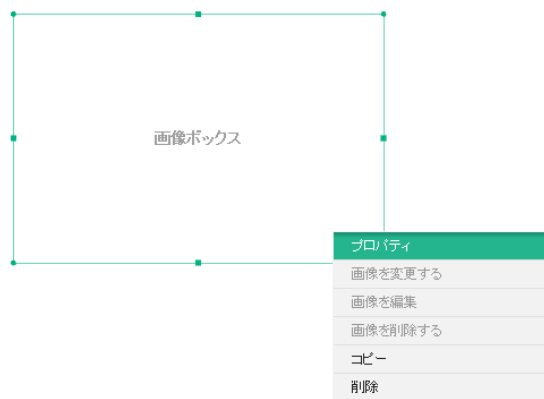 画像ボックス
プロパティ
画像を変更する
画像を編集
画像を削除する
コピー
削除